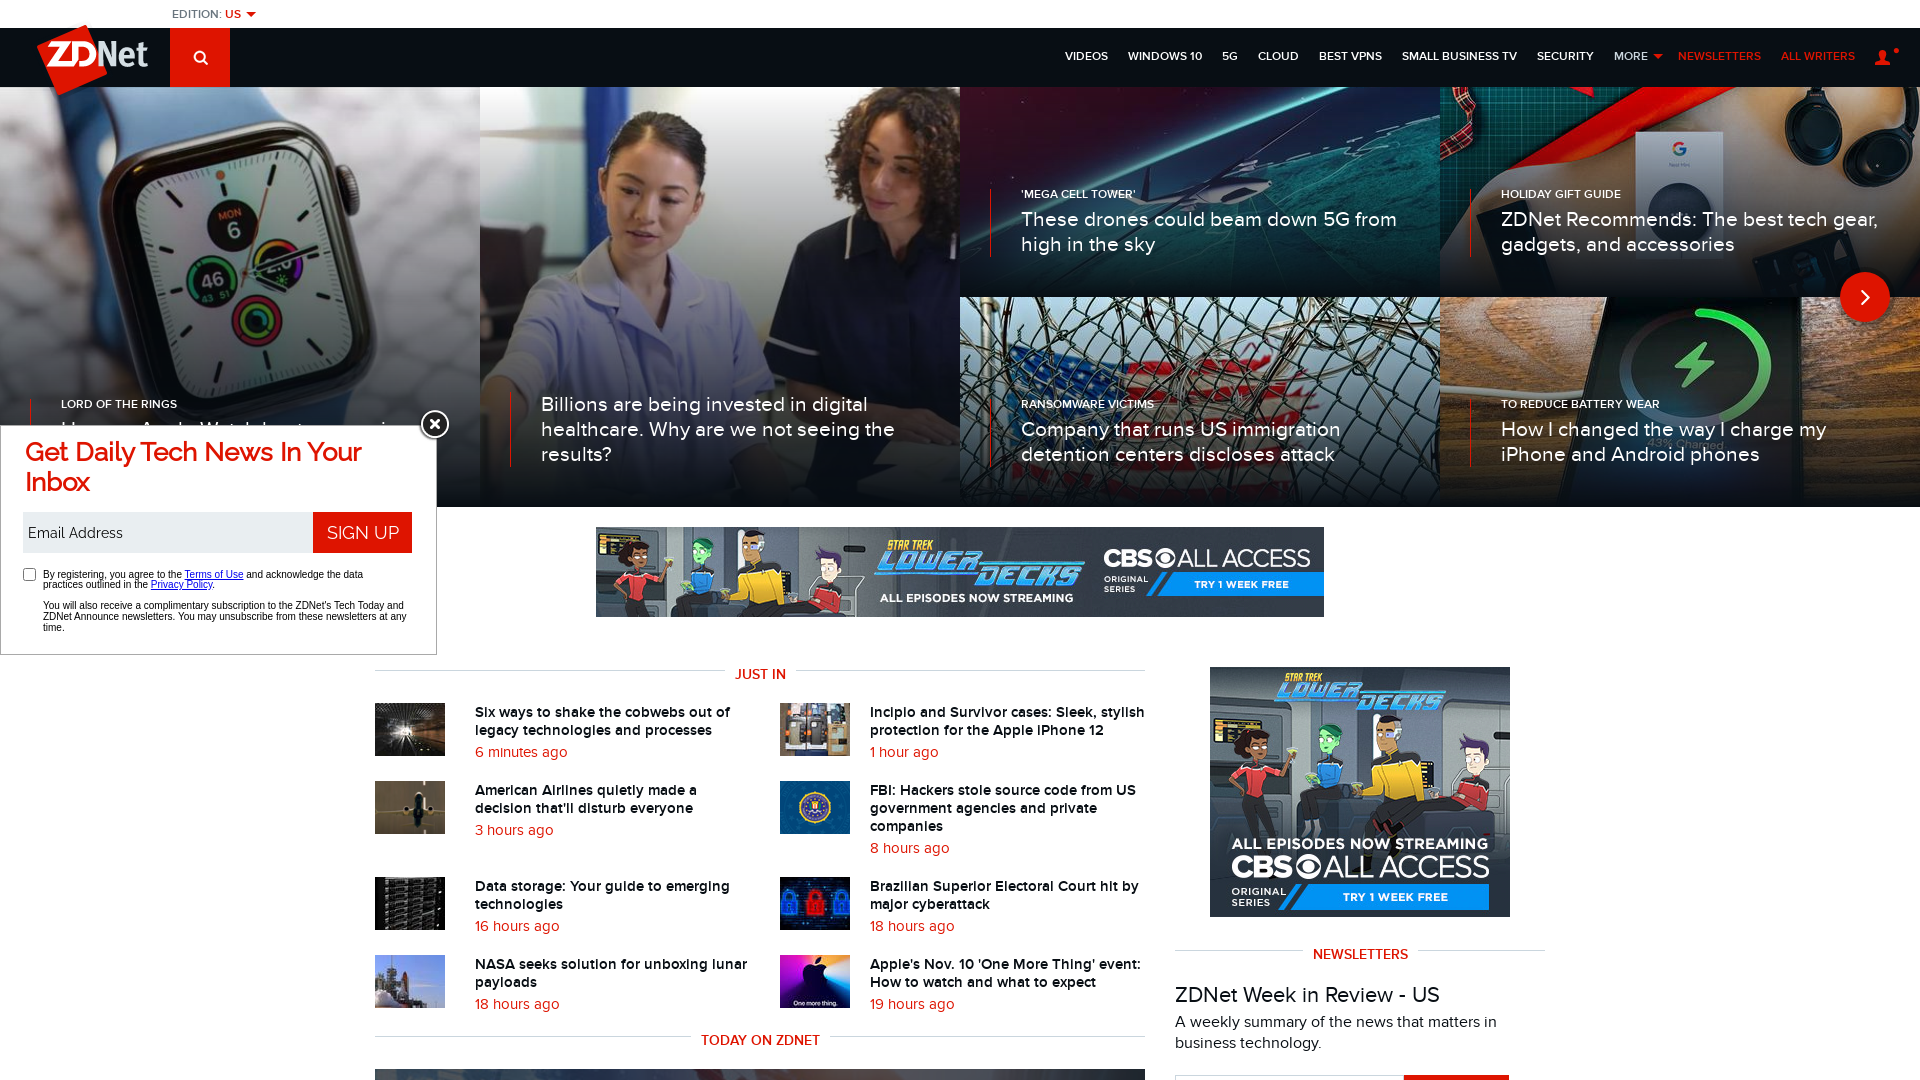 EDITION: US
ZDNet
VIDEOS
WINDOWS 10
5G
CLOUD
BEST VPNS
SMALL BUSINESS TV
SECURITY
MORE
NEWSLETTERS
ALL WRITERS
MON
6
46
43 51
2.0
LORD OF THE RINGS
Billions are being invested in digital
healthcare. Why are we not seeing the
results?
'MEGA CELL TOWER'
These drones could beam down 5G from
high in the sky
HOLIDAY GIFT GUIDE
ZDNet Recommends: The best tech gear,
gadgets, and accessories
RANSOMWARE VICTIMS
Company that runs US immigration
detention centers discloses attack
TO REDUCE BATTERY WEAR
How I changed the way I charge my
iPhone and Android phones
43% Charged
Get Daily Tech News In Your
Inbox
Email Address
SIGN UP
By registering, you agree to the Terms of Use and acknowledge the data
practices outlined in the Privacy Policy.
You will also receive a complimentary subscription to the ZDNet's Tech Today and
ZDNet Announce newsletters. You may unsubscribe from these newsletters at any
time.
STAR TREK
LOWER DECKS
ALL EPISODES NOW STREAMING
CBS ALL ACCESS
ORIGINAL
SERIES
TRY 1 WEEK FREE
JUST IN
Six ways to shake the cobwebs out of
legacy technologies and processes
6 minutes ago
Incipio and Survivor cases: Sleek, stylish
protection for the Apple iPhone 12
1 hour ago
American Airlines quietly made a
decision that'll disturb everyone
3 hours ago
FBI: Hackers stole source code from US
government agencies and private
companies
8 hours ago
Data storage: Your guide to emerging
technologies
16 hours ago
Brazilian Superior Electoral Court hit by
major cyberattack
18 hours ago
NASA seeks solution for unboxing lunar
payloads
18 hours ago
One more thing.
Apple's Nov. 10 'One More Thing' event:
How to watch and what to expect
19 hours ago
TODAY ON ZDNET
STAR TREK
LOWER DECKS
ALL EPISODES NOW STREAMING
CBS ALL ACCESS
ORIGINAL
SERIES
TRY 1 WEEK FREE
NEWSLETTERS
ZDNet Week in Review - US
A weekly summary of the news that matters in
business technology.